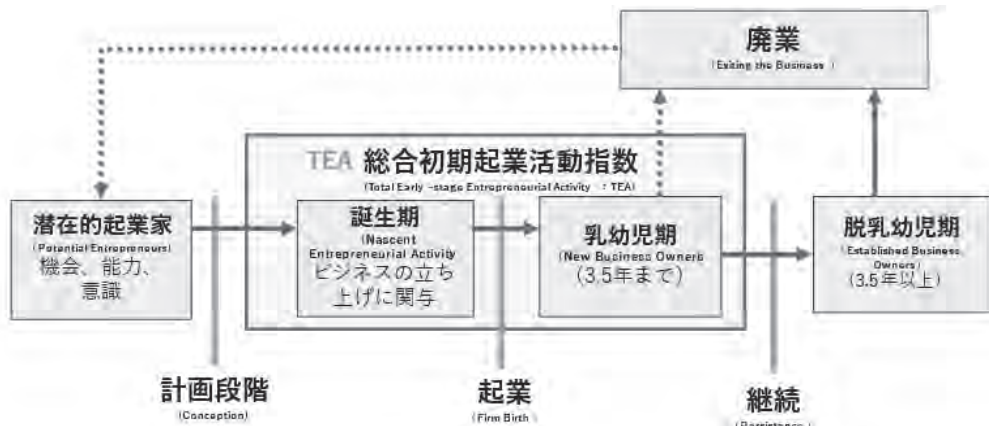 廃業
(Exiting the Business )
TEA 総合初期起業活動指数
(Total Early -stage Entrepreneurial Activity : TEA)
潜在的起業家
(Potential Entrepreneurs)
機会、能力、
意識
誕生期
(Nascent
Entrepreneurial Activity
ビジネスの立ち
上げに関与
乳幼児期
(New Business Owners
(3.5年まで)
脱乳幼児期
(Established Business
Owners)
(3.5年以上)
計画段階
(Conception)
起業
(Firm Birth )
継続
(Persistence )